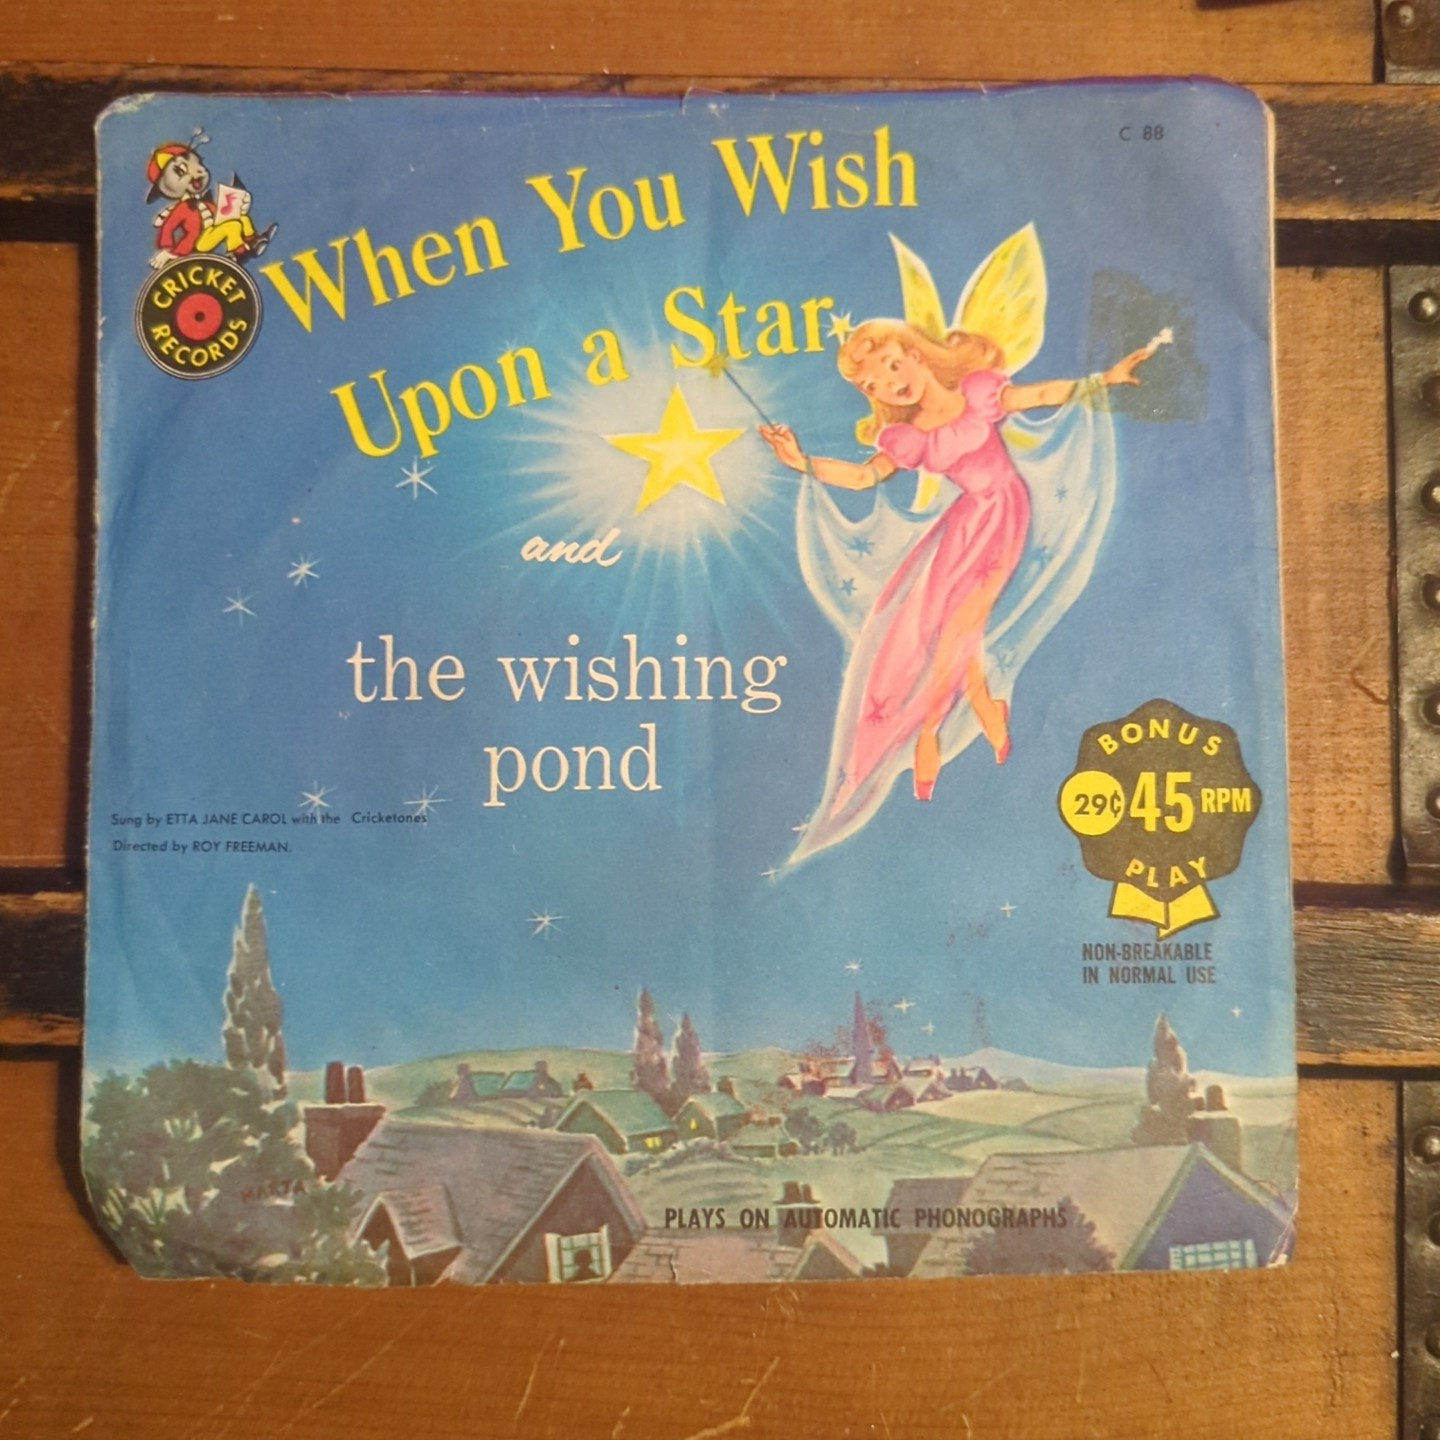 C 88
CRICKET
RECORDS
When You Wish
Upon a Star
and
the wishing
pond
Sung by ETTA JANE CAROL with the Cricketones
Directed by ROY FREEMAN.
BONUS
29¢ 45 RPM
PLAY
NON-BREAKABLE
IN NORMAL USE
PLAYS ON AUTOMATIC PHONOGRAPHS